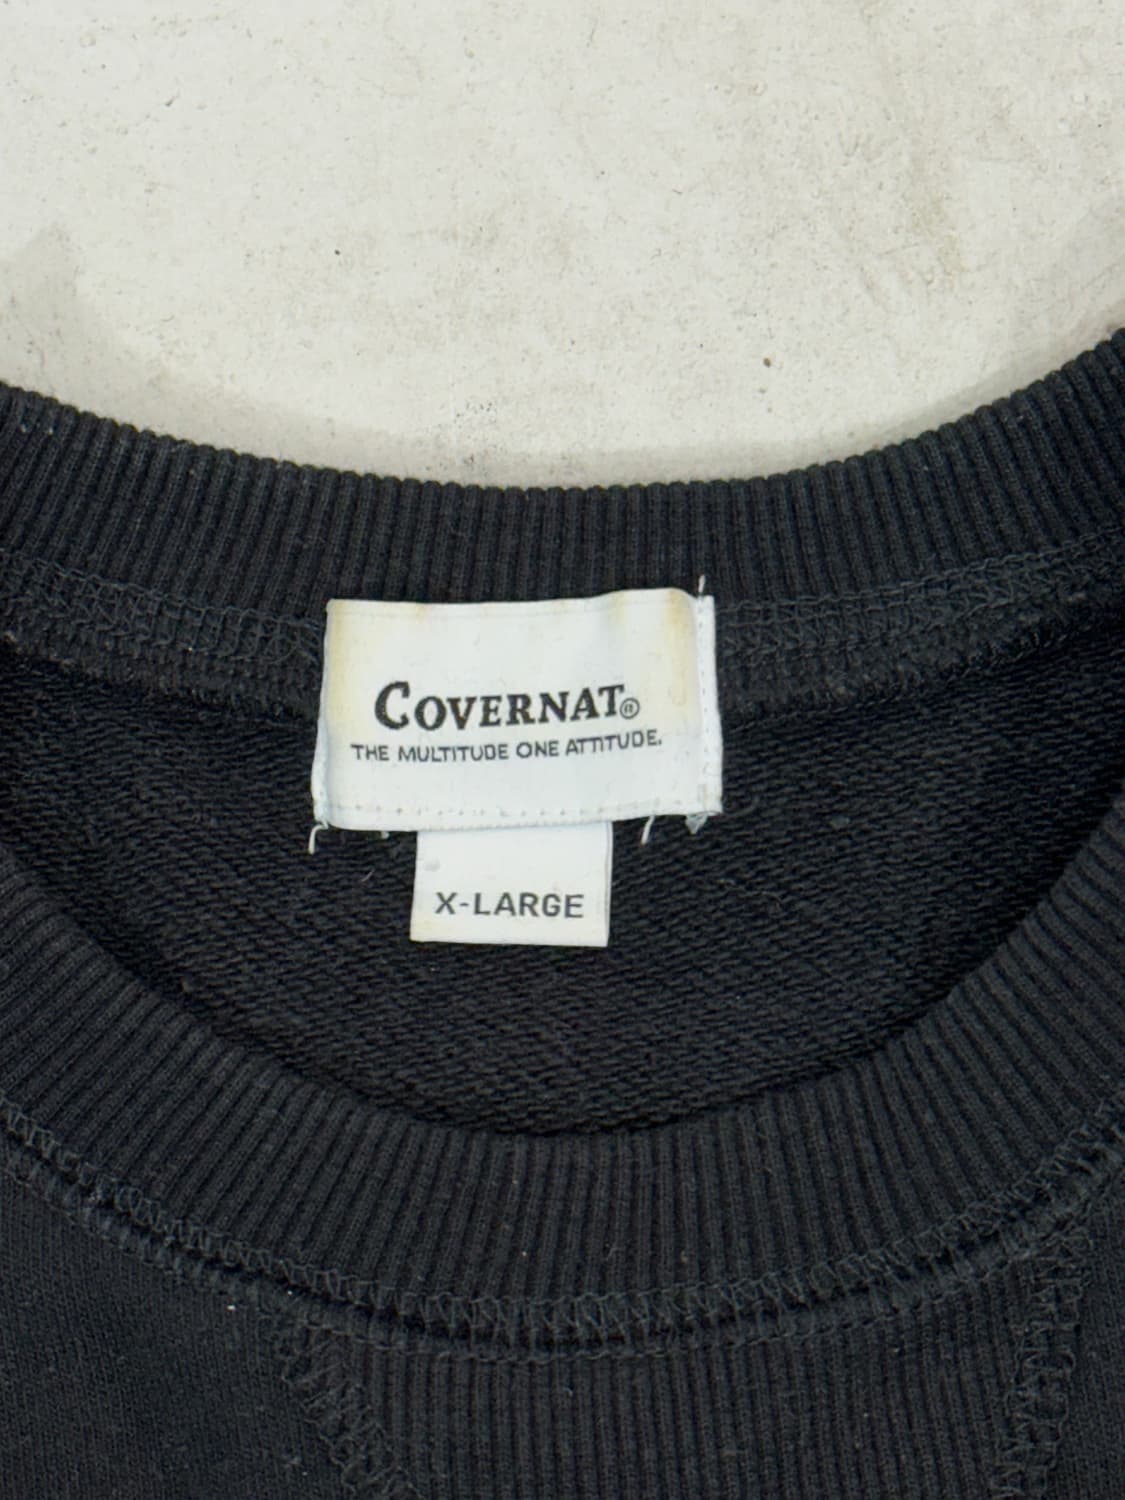 COVERNAT®
THE MULTITUDE ONE ATTITUDE.
X-LARGE